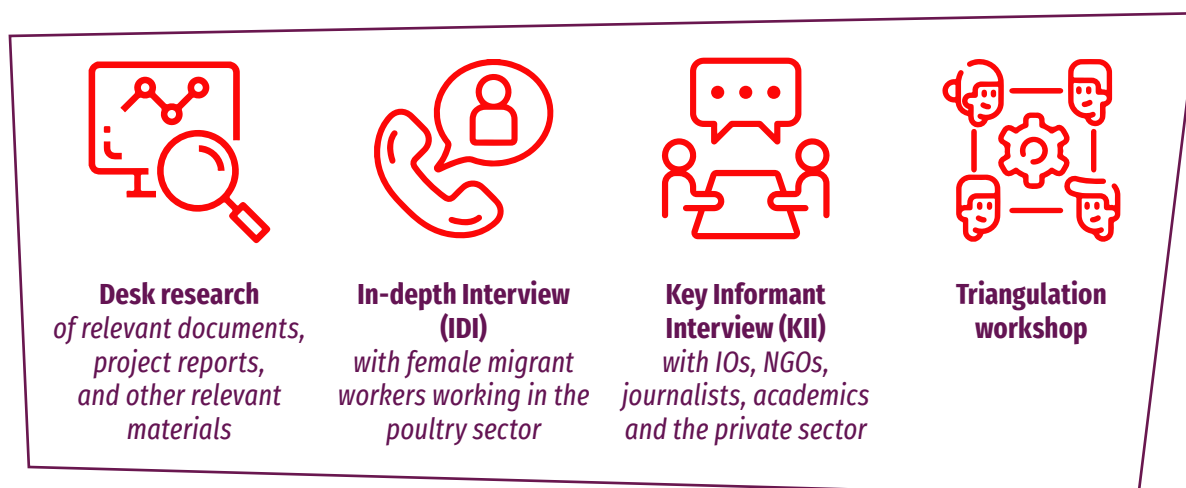 Desk research
of relevant documents,
project reports,
and other relevant
materials
In-depth Interview
(IDI)
with female migrant
workers working in the
poultry sector
Key Informant
Interview (KII)
with IOs, NGOs,
journalists, academics
and the private sector
Triangulation
workshop